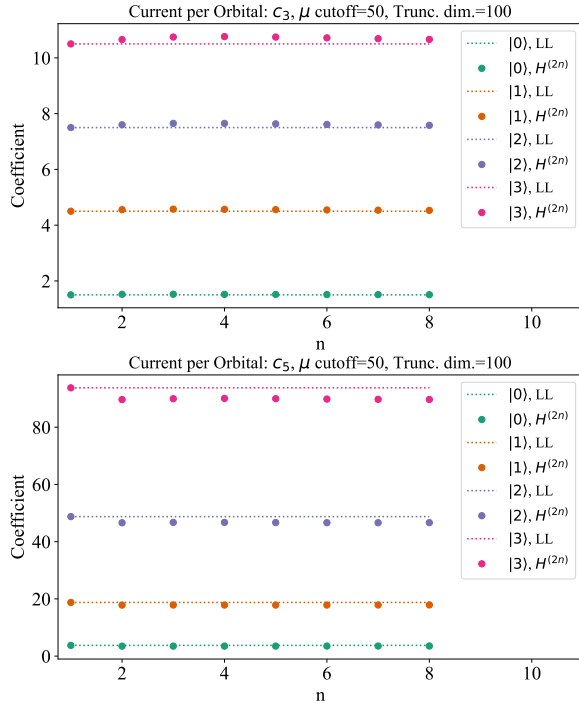 Current per Orbital: c₃, μ cutoff=50, Trunc. dim.=100
Coefficient
10
8
6
4
2
2
4
6
8
10
n
|0⟩, LL
|0⟩, H⁽²ⁿ⁾
|1⟩, LL
|1⟩, H⁽²ⁿ⁾
|2⟩, LL
|2⟩, H⁽²ⁿ⁾
|3⟩, LL
|3⟩, H⁽²ⁿ⁾
Current per Orbital: c₅, μ cutoff=50, Trunc. dim.=100
Coefficient
80
60
40
20
0
2
4
6
8
10
n
|0⟩, LL
|0⟩, H⁽²ⁿ⁾
|1⟩, LL
|1⟩, H⁽²ⁿ⁾
|2⟩, LL
|2⟩, H⁽²ⁿ⁾
|3⟩, LL
|3⟩, H⁽²ⁿ⁾